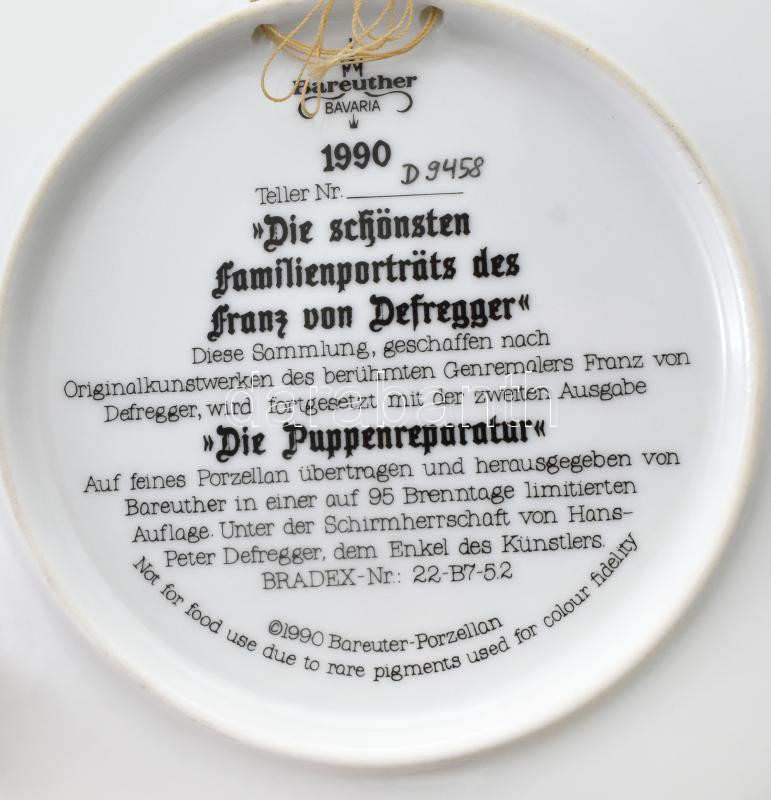 Bareuther
BAVARIA
1990
Teller Nr. D 9458
»Die schönsten
Familienporträts des
Franz von Defregger«
Diese Sammlung, geschaffen nach
Originalkunstwerken des berühmten Genremalers Franz von
Defregger, wird fortgesetzt mit der zweiten Ausgabe
darabanth
»Die Puppenreparatur«
Auf feines Porzellan übertragen und herausgegeben von
Bareuther in einer auf 95 Brenntage limitierten
Auflage. Unter der Schirmherrschaft von Hans-
Peter Defregger, dem Enkel des Künstlers.
BRADEX-Nr.: 22-B7-5.2
©1990 Bareuter-Porzellan
Not for food use due to rare pigments used for colour fidelity